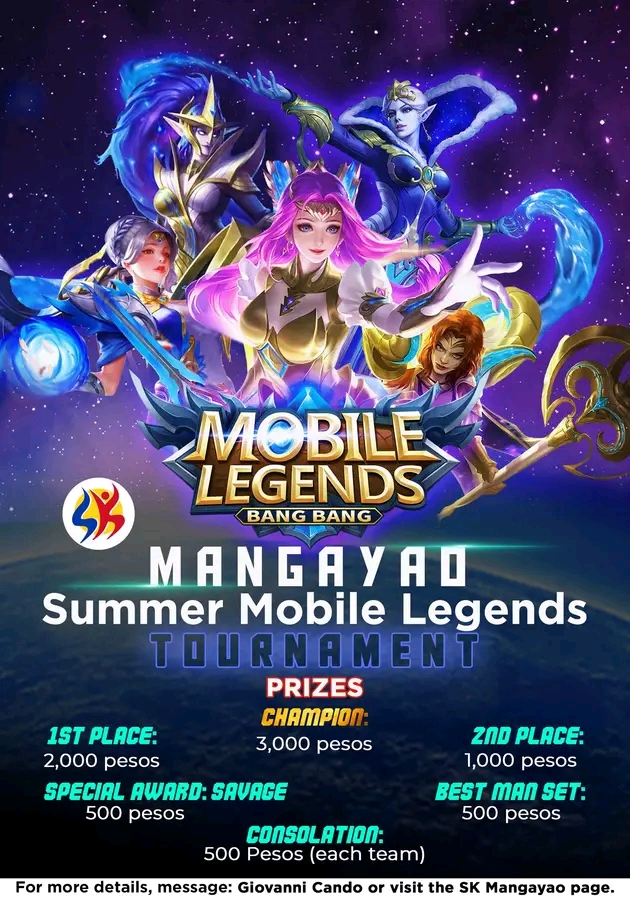 MOBILE
LEGENDS
BANG BANG
SK
MANGAYAO
Summer Mobile Legends
TOURNAMENT
PRIZES
CHAMPION:
3,000 pesos
1ST PLACE:
2,000 pesos
2ND PLACE:
1,000 pesos
SPECIAL AWARD: SAVAGE
500 pesos
BEST MAN SET:
500 pesos
CONSOLATION:
500 Pesos (each team)
For more details, message: Giovanni Cando or visit the SK Mangayao page.